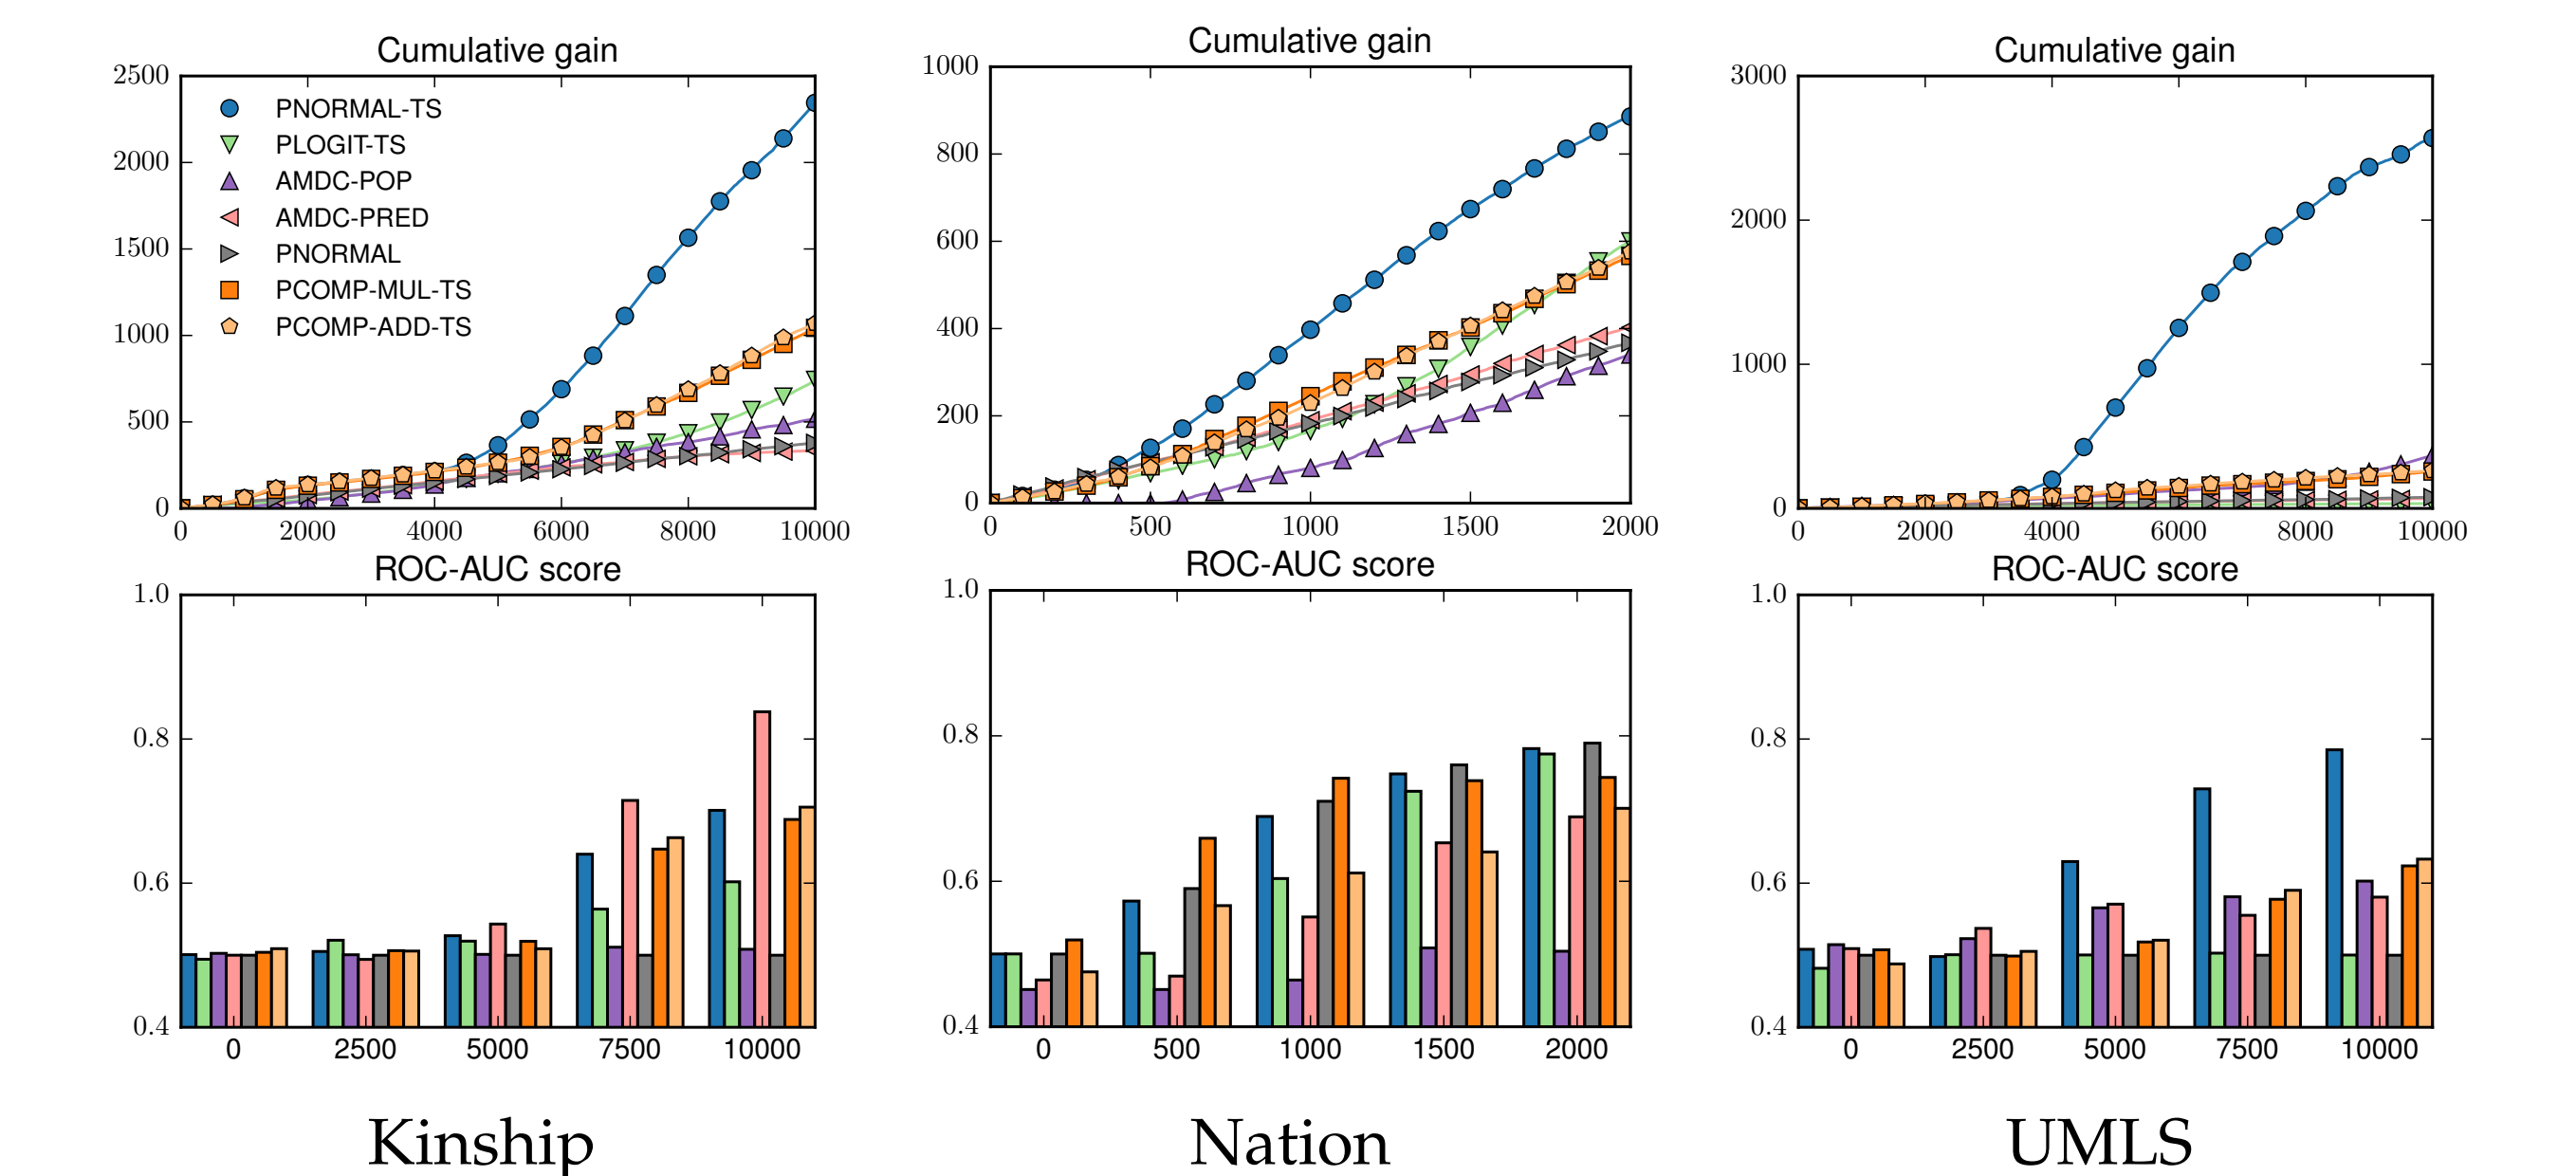 Cumulative gain
2500
2000
1500
1000
500
0
PNORMAL-TS
PLOGIT-TS
AMDC-POP
AMDC-PRED
PNORMAL
PCOMP-MUL-TS
PCOMP-ADD-TS
0 2000 4000 6000 8000 10000
ROC-AUC score
1.0
0.8
0.6
0.4
0 2500 5000 7500 10000
Kinship
Cumulative gain
1000
800
600
400
200
0
0 500 1000 1500 2000
ROC-AUC score
1.0
0.8
0.6
0.4
0 500 1000 1500 2000
Nation
Cumulative gain
3000
2000
1000
0
0 2000 4000 6000 8000 10000
ROC-AUC score
1.0
0.8
0.6
0.4
0 2500 5000 7500 10000
UMLS